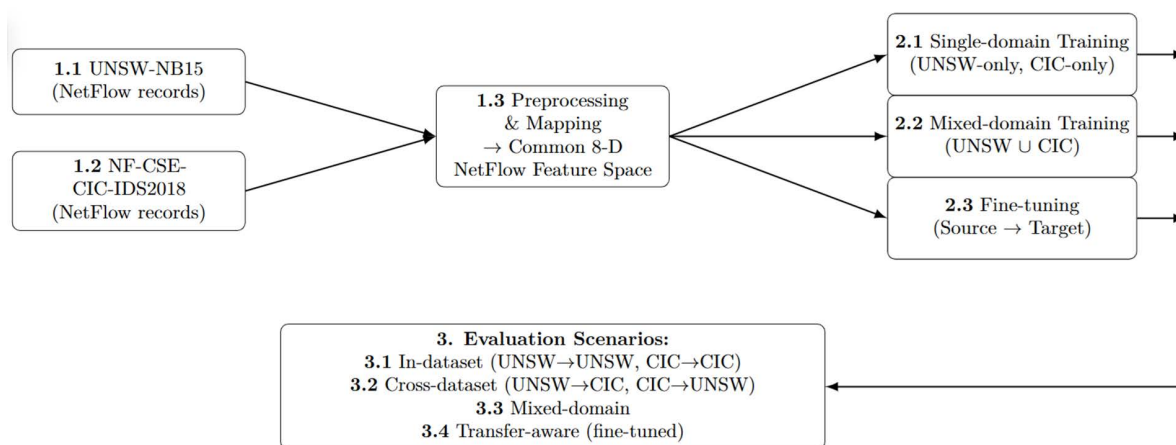 1.1 UNSW-NB15
(NetFlow records)
1.2 NF-CSE-
CIC-IDS2018
(NetFlow records)
1.3 Preprocessing
& Mapping
→ Common 8-D
NetFlow Feature Space
2.1 Single-domain Training
(UNSW-only, CIC-only)
2.2 Mixed-domain Training
(UNSW ∪ CIC)
2.3 Fine-tuning
(Source → Target)
3. Evaluation Scenarios:
3.1 In-dataset (UNSW→UNSW, CIC→CIC)
3.2 Cross-dataset (UNSW→CIC, CIC→UNSW)
3.3 Mixed-domain
3.4 Transfer-aware (fine-tuned)